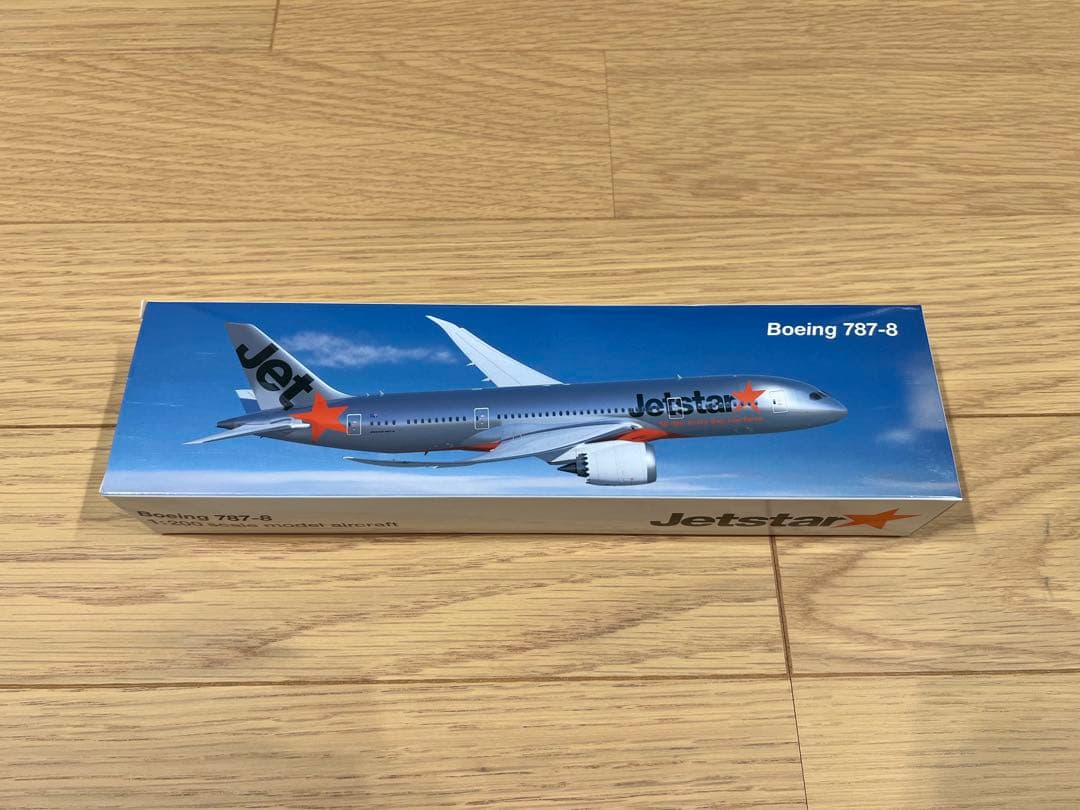 Boeing 787-8
Jet
Jetstar
Boeing 787-8
1:200 scale model aircraft
Jetstar